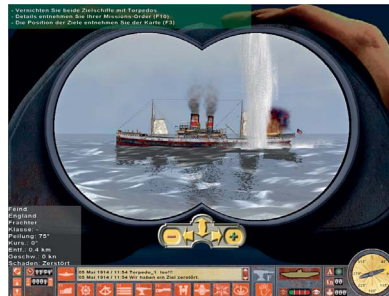 - Vernichten Sie beide Zielschiffe mit Torpedos.
- Details entnehmen Sie Ihrer Missions-Order (F10)
- Die Position der Ziele entnehmen Sie der Karte (F3)
Feind
England
Frachter
Klasse: -
Peilung: 75°
Kurs.: 0°
Entf.: 0.4 km
Geschw.: 0 kn
Schaden: Zerstört
05 Mai 1914 / 11:54 Torpedo_1: los!!!
05 Mai 1914 / 11:54 Wir haben ein Ziel zerstört.